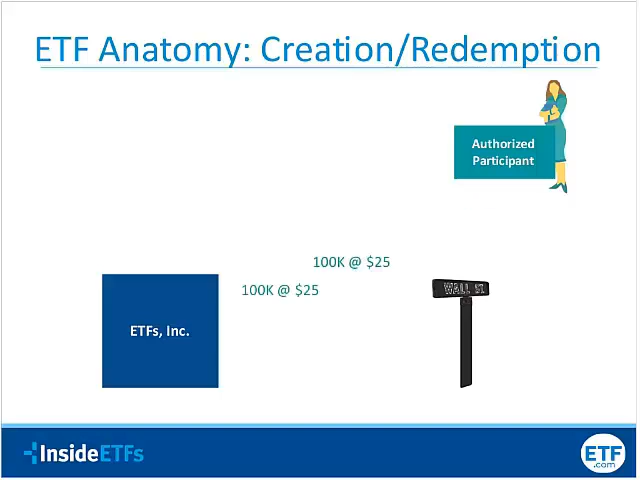 ETF Anatomy: Creation/Redemption
Authorized
Participant
100K @ $25
100K @ $25
WALL ST
ETFs, Inc.
InsideETFs
ETF
.com